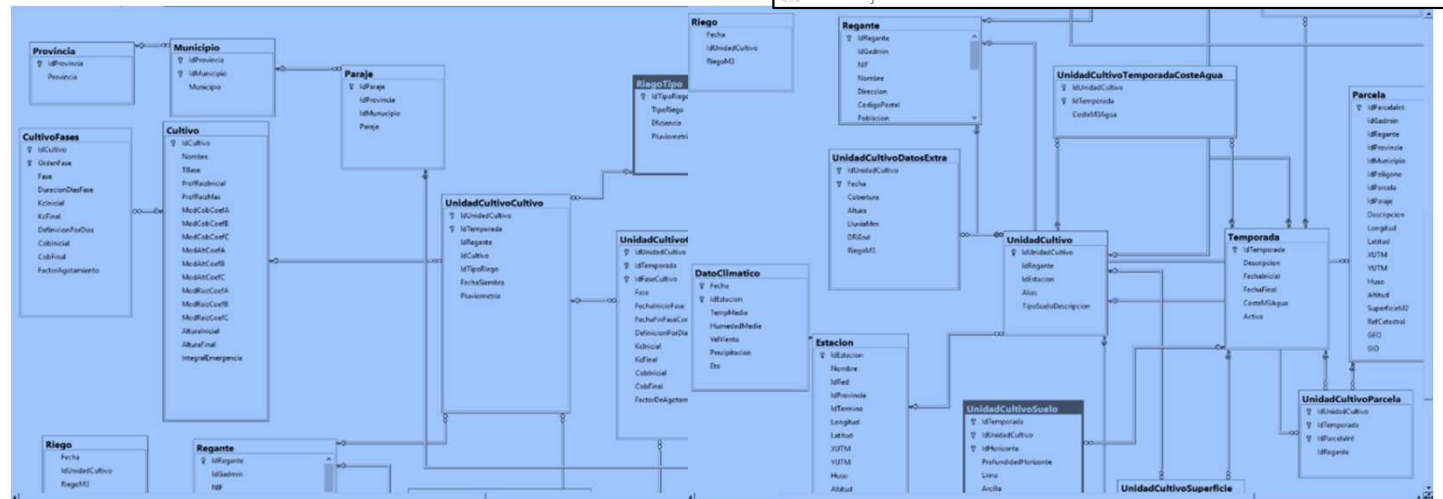 Provincia
IdProvincia
Provincia
Municipio
IdProvincia
IdMunicipio
Municipio
Paraje
IdParaje
IdProvincia
IdMunucipio
Paraje
RiegoTipo
IdTipoRiego
TipoRiego
Eficiencia
Pluviometria
CultivoFases
IdCultivo
OrdenFase
Fase
DuracionDiasFase
KcInicial
KcFinal
DefinicionPorDias
CobInicial
CobFinal
FactorAgotamiento
Cultivo
IdCultivo
Nombre
TBase
ProfRaizInicial
ProfRaizMax
ModCobCoefA
ModCobCoefB
ModCobCoefC
ModAltCoefA
ModAltCoefB
ModAltCoefC
ModRaizCoefA
ModRaizCoefB
ModRaizCoefC
AlturaInicial
AlturaFinal
IntegralEmergencia
UnidadCultivoCultivo
IdUnidadCultivo
IdTemporada
IdRegante
IdCultivo
IdTipoRiego
FechaSiembra
Pluviometria
IdUnidadCultivo
IdTemporada
IdFaseCultivo
Fase
FechaInicioFase
KcInicial
KcFinal
CobInicial
CobFinal
Riego
Fecha
IdUnidadCultivo
RiegoM3
Regante
IdRegante
IdGadmin
NIF
Riego
Fecha
IdUnidadCultivo
RiegoM3
Regante
IdRegante
IdGadmin
NIF
Nombre
Direccion
CodigoPostal
Poblacion
UnidadCultivoTemporadaCosteAgua
IdUnidadCultivo
IdTemporada
CosteM3Agua
UnidadCultivoDatosExtra
IdUnidadCultivo
Fecha
Cobertura
Altura
LluviaMm
DRiEnd
RiegoM3
DatoClimatico
Fecha
IdEstacion
TempMedia
HumedadMedia
VelViento
Precipitacion
Eto
Estacion
IdEstacion
Nombre
IdRed
IdProvincia
IdTermino
Longitud
Latitud
XUTM
YUTM
Huso
Altitud
UnidadCultivo
IdUnidadCultivo
IdRegante
IdEstacion
Alias
TipoSueloDescripcion
UnidadCultivoSuelo
IdTemporada
IdUnidadCultivo
IdHorizonte
ProfundidadHorizonte
Limo
Arcilla
Temporada
IdTemporada
Descripcion
FechaInicial
FechaFinal
CosteM3Agua
Activa
Parcela
IdParcelaInt
IdGadmin
IdRegante
IdProvincia
IdMunicipio
IdPoligono
IdParcela
IdParaje
Descripcion
Longitud
Latitud
XUTM
YUTM
Huso
Altitud
SuperficieM2
RefCatastral
GEO
GID
UnidadCultivoParcela
IdUnidadCultivo
IdTemporada
IdParcelaInt
IdRegante
UnidadCultivoSuperficie